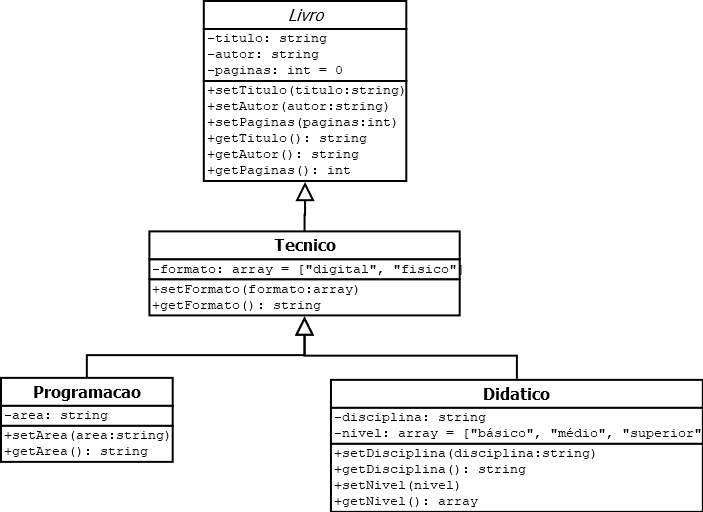 Livro
-titulo: string
-autor: string
-paginas: int = 0
+setTitulo(titulo:string)
+setAutor(autor:string)
+setPaginas(paginas:int)
+getTitulo(): string
+getAutor(): string
+getPaginas(): int
Tecnico
-formato: array = ["digital", "fisico"]
+setFormato(formato:array)
+getFormato(): string
Programacao
-area: string
+setArea(area:string)
+getArea(): string
Didatico
-disciplina: string
-nivel: array = ["básico", "médio", "superior"
+setDisciplina(disciplina:string)
+getDisciplina(): string
+setNivel(nivel)
+getNivel(): array